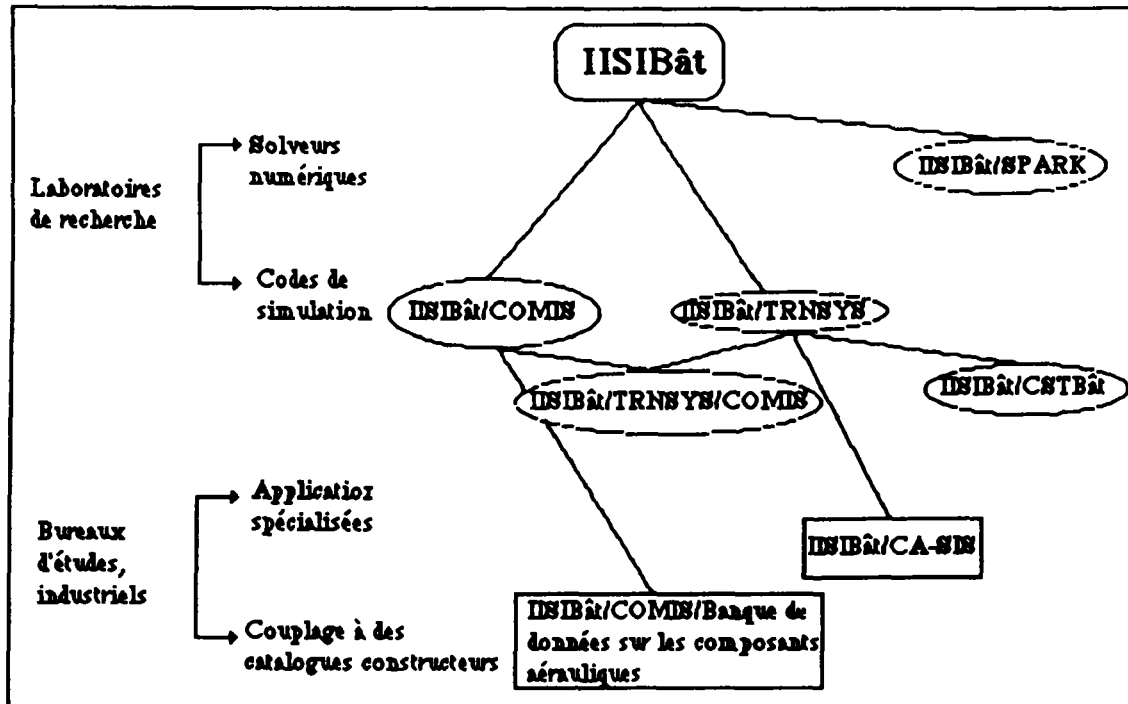 IISIBât
Solveurs
numériques
IISIBât/SPARK
Laboratoires
de recherche
Codes de
simulation
IISIBât/COMIS
IISIBât/TRNSYS
IISIBât/TRNSYS/COMIS
IISIBât/CSTBât
Application
spécialisées
Bureaux
d'études,
industriels
IISIBât/CA-SIS
Couplage à des
catalogues constructeurs
IISIBât/COMIS/Banque de
données sur les composants
aérauliques